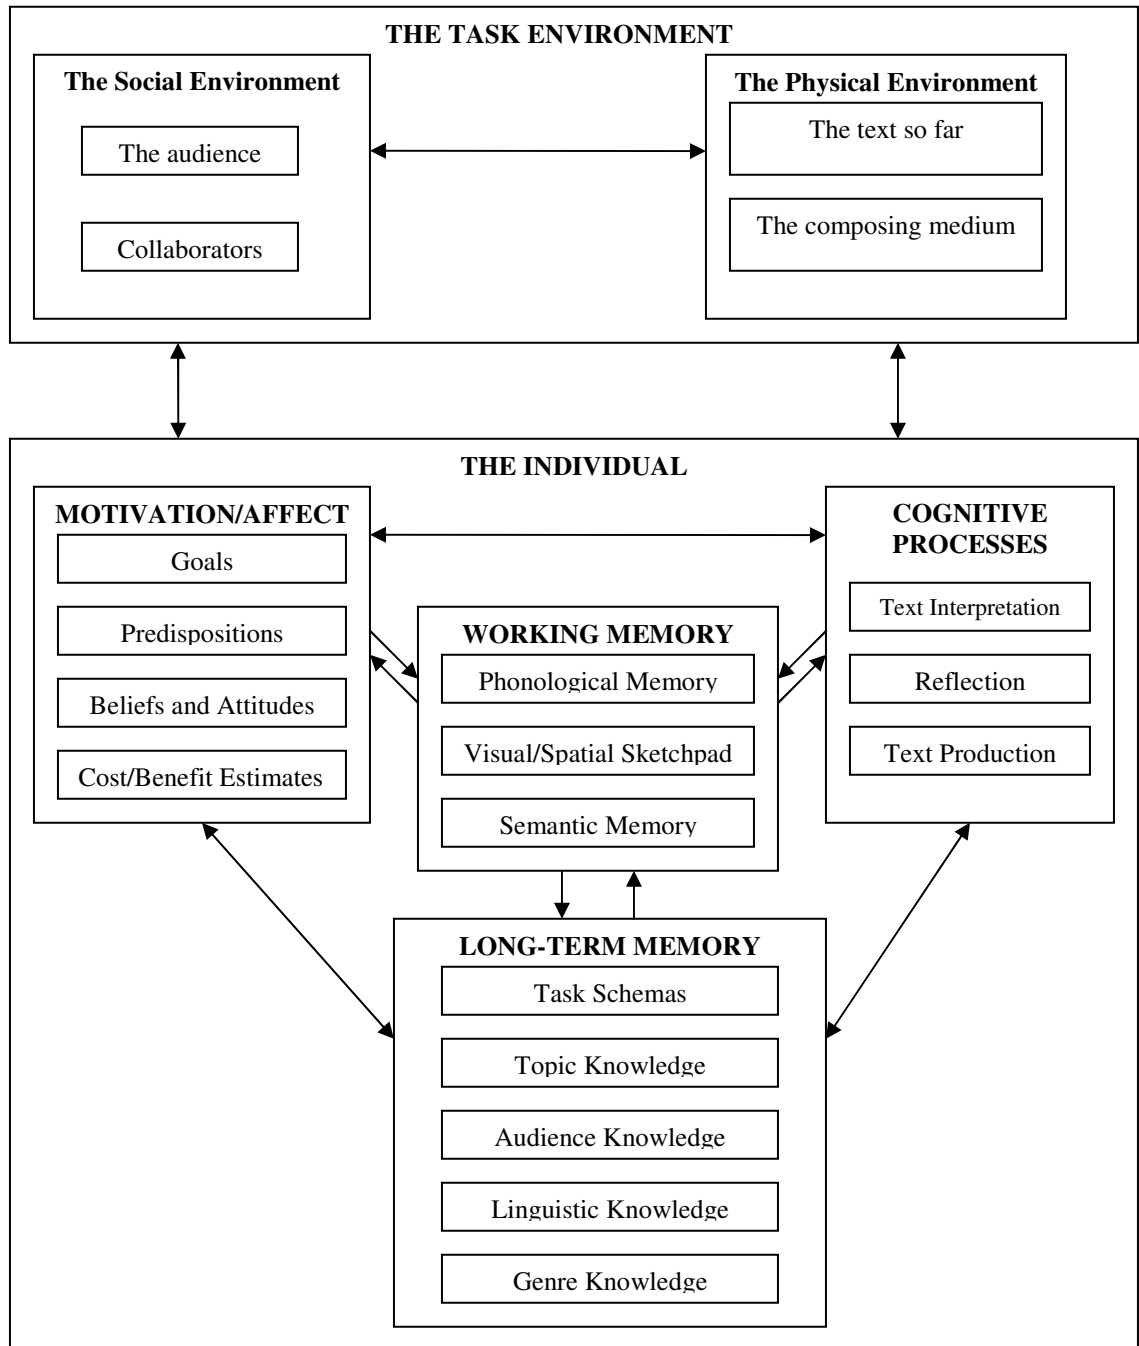 THE TASK ENVIRONMENT
The Social Environment
The audience
Collaborators
The Physical Environment
The text so far
The composing medium
THE INDIVIDUAL
MOTIVATION/AFFECT
Goals
Predispositions
Beliefs and Attitudes
Cost/Benefit Estimates
WORKING MEMORY
Phonological Memory
Visual/Spatial Sketchpad
Semantic Memory
COGNITIVE
PROCESSES
Text Interpretation
Reflection
Text Production
LONG-TERM MEMORY
Task Schemas
Topic Knowledge
Audience Knowledge
Linguistic Knowledge
Genre Knowledge